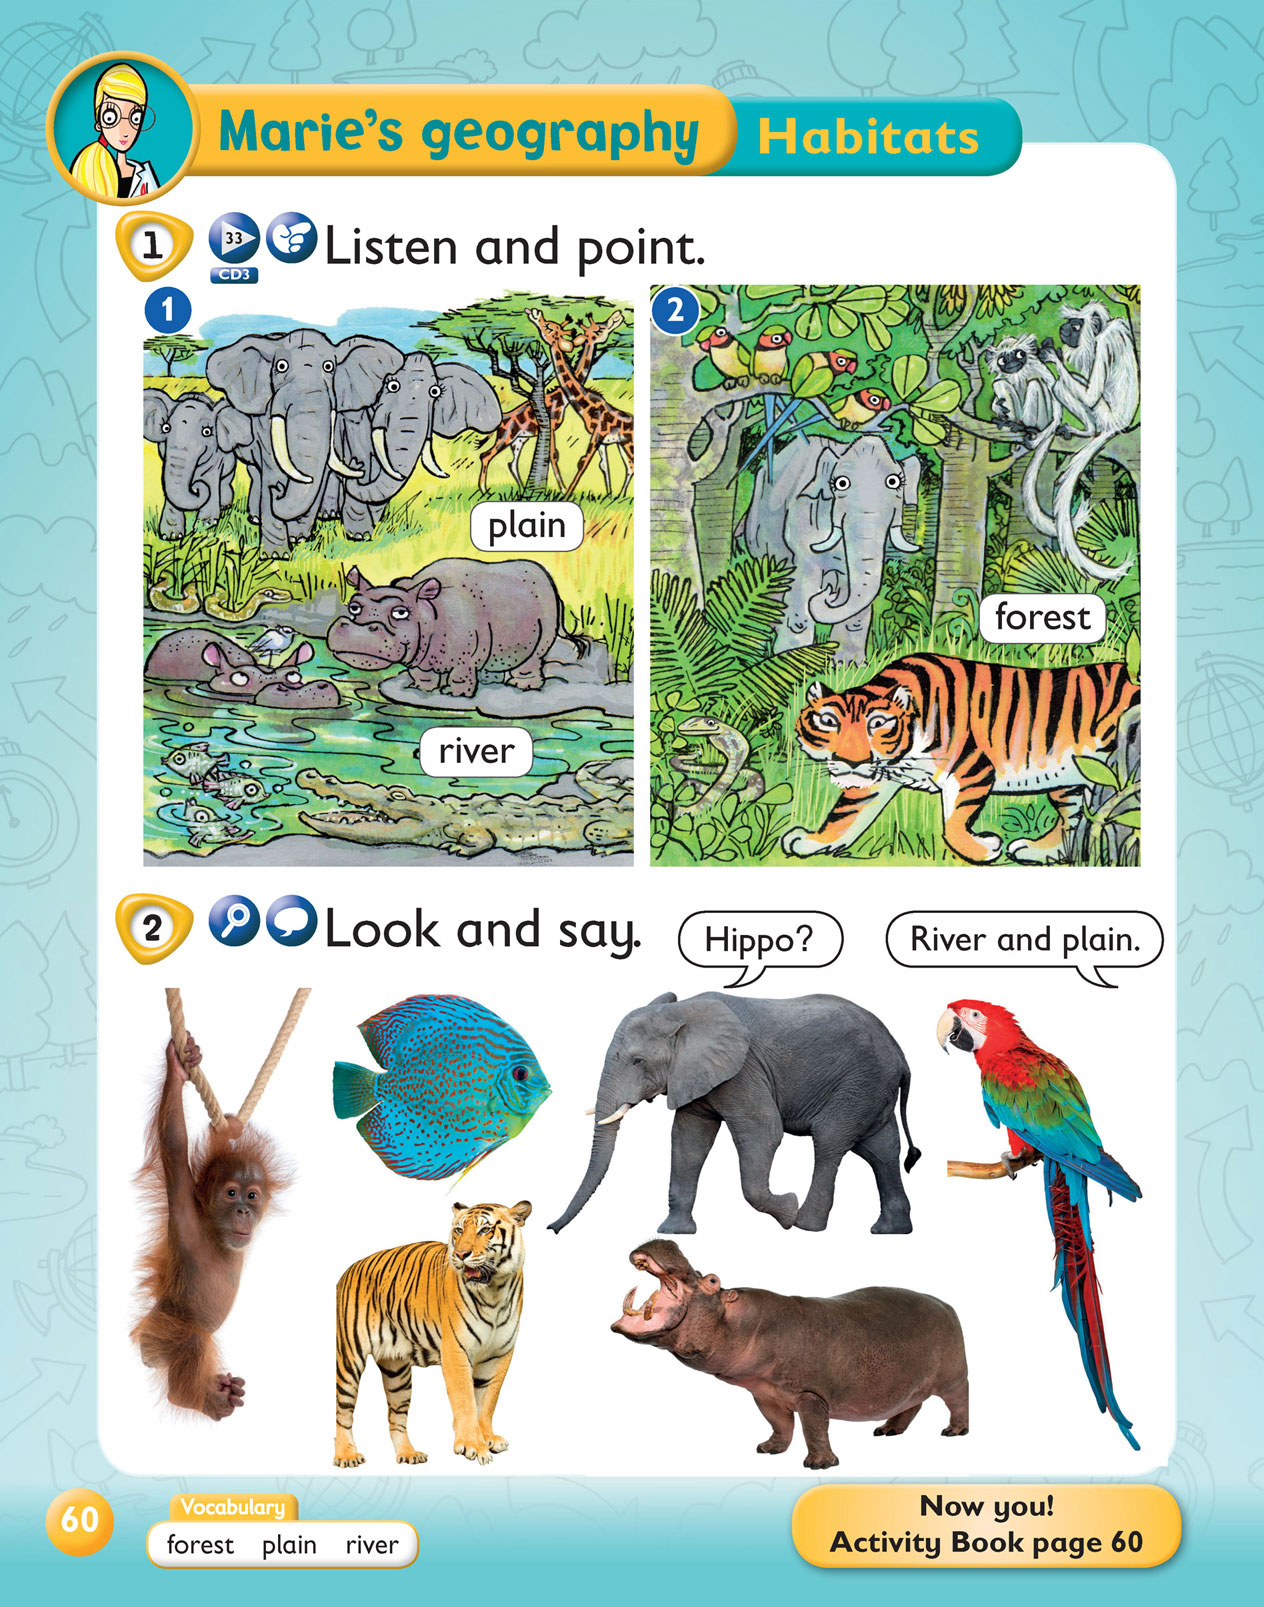 Marie's geography
Habitats
1
33
CD3
Listen and point.
1
plain
river
2
forest
2
Look and say.
Hippo?
River and plain.
60
Vocabulary
forest plain river
Now you!
Activity Book page 60